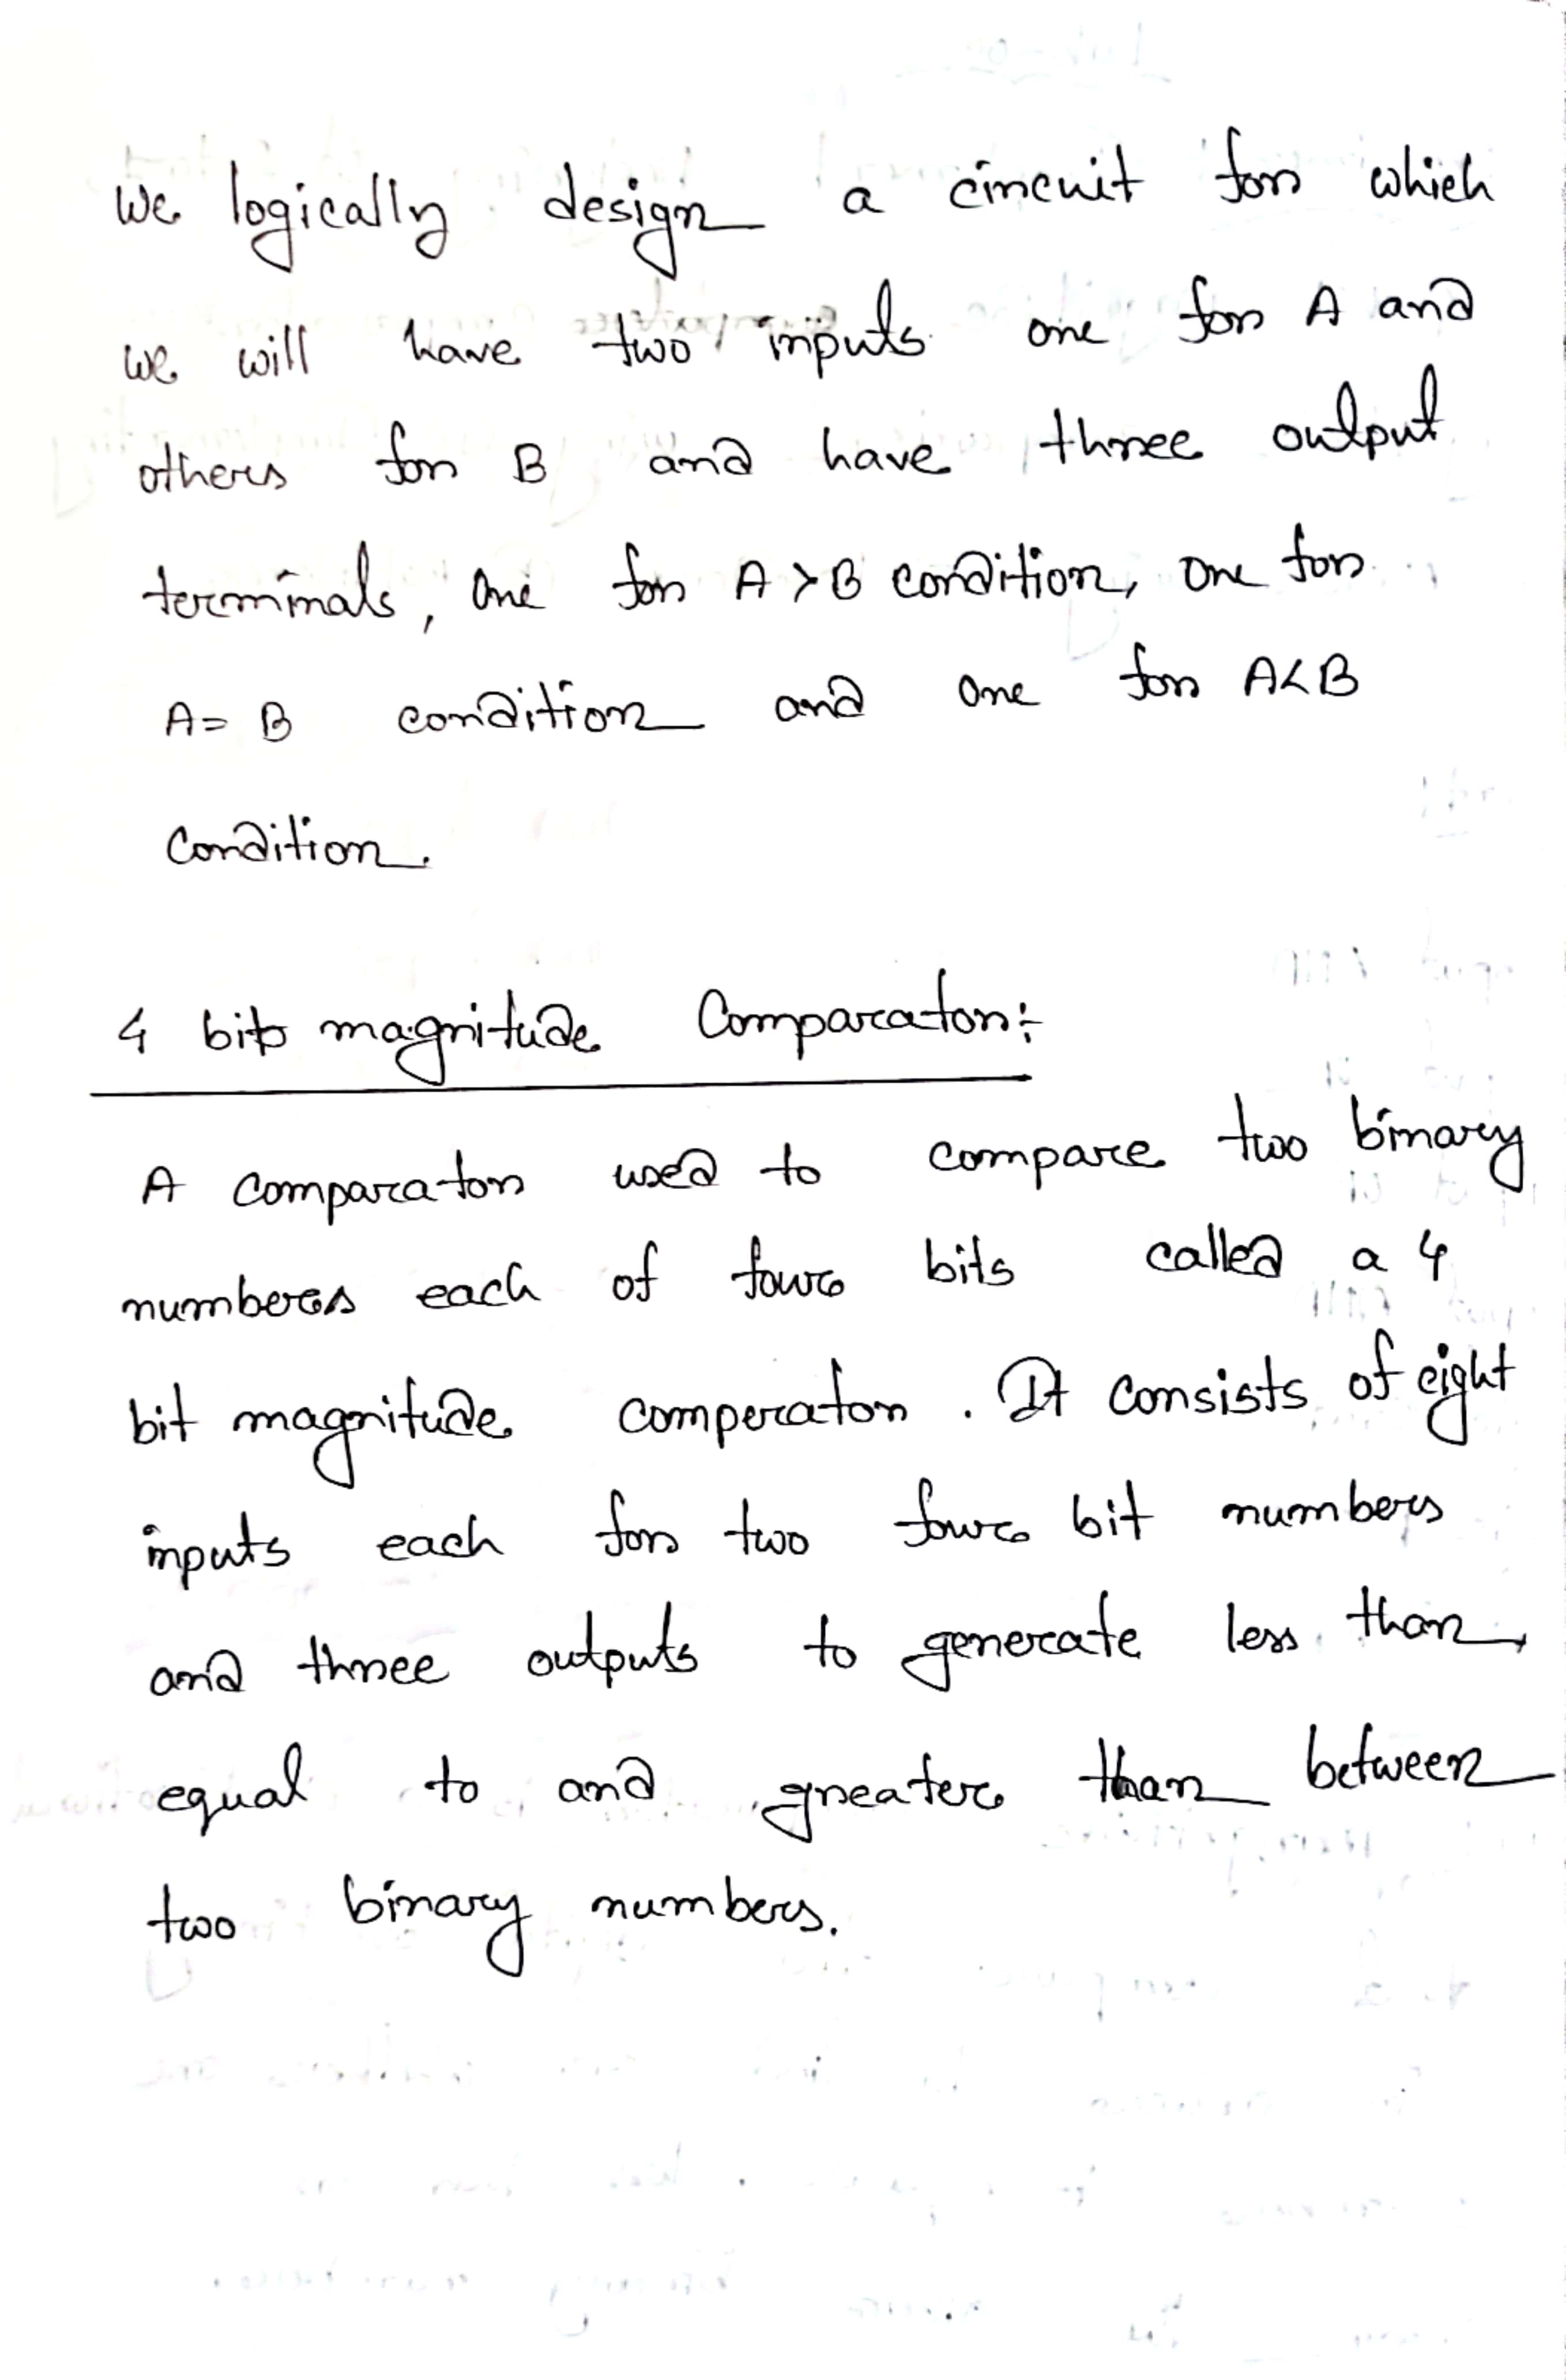 We logically design a circuit for which
we will have two inputs one for A and
others for B and have three output
terminals, one for A>B condition, one for
A= B condition and one for A<B
Condition.
4 bit magnitude Comparator:
A comparator used to compare two binary
numbers each of four bits called a 4
bit magnitude comperator. It consists of eight
inputs each for two four bit numbers
and three outputs to generate less than,
equal to and greater than between
two binary numbers.